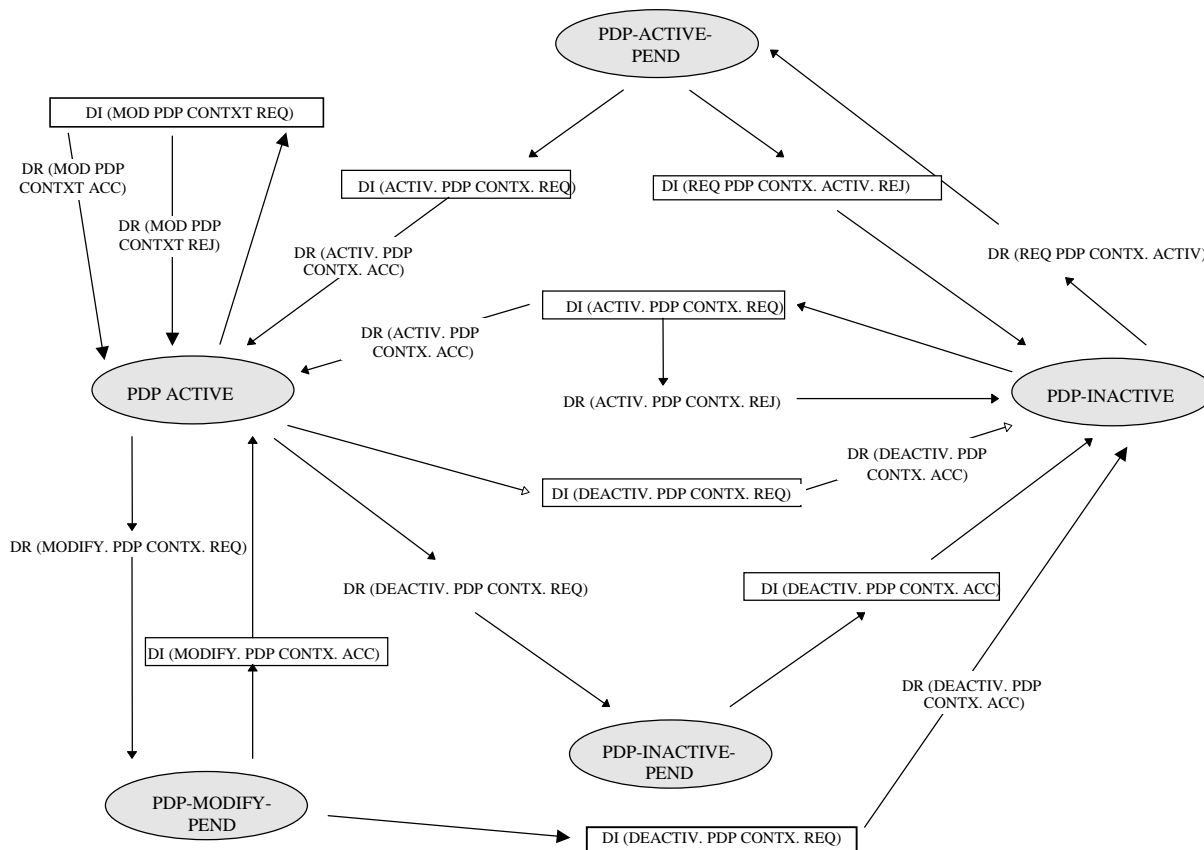 PDP-ACTIVE-
PEND
DI (MOD PDP CONTXT REQ)
DR (MOD PDP
CONTXT ACC)
DI (ACTIV. PDP CONTX. REQ)
DI (REQ PDP CONTX. ACTIV. REJ)
DR (MOD PDP
CONTXT REJ)
DR (ACTIV. PDP
CONTX. ACC)
DR (REQ PDP CONTX. ACTIV)
DI (ACTIV. PDP CONTX. REQ)
DR (ACTIV. PDP
CONTX. ACC)
PDP ACTIVE
DR (ACTIV. PDP CONTX. REJ)
PDP-INACTIVE
DR (DEACTIV. PDP
CONTX. ACC)
DI (DEACTIV. PDP CONTX. REQ)
DR (MODIFY. PDP CONTX. REQ)
DR (DEACTIV. PDP CONTX. REQ)
DI (DEACTIV. PDP CONTX. ACC)
DI (MODIFY. PDP CONTX. ACC)
DR (DEACTIV. PDP
CONTX. ACC)
PDP-INACTIVE-
PEND
PDP-MODIFY-
PEND
DI (DEACTIV. PDP CONTX. REQ)